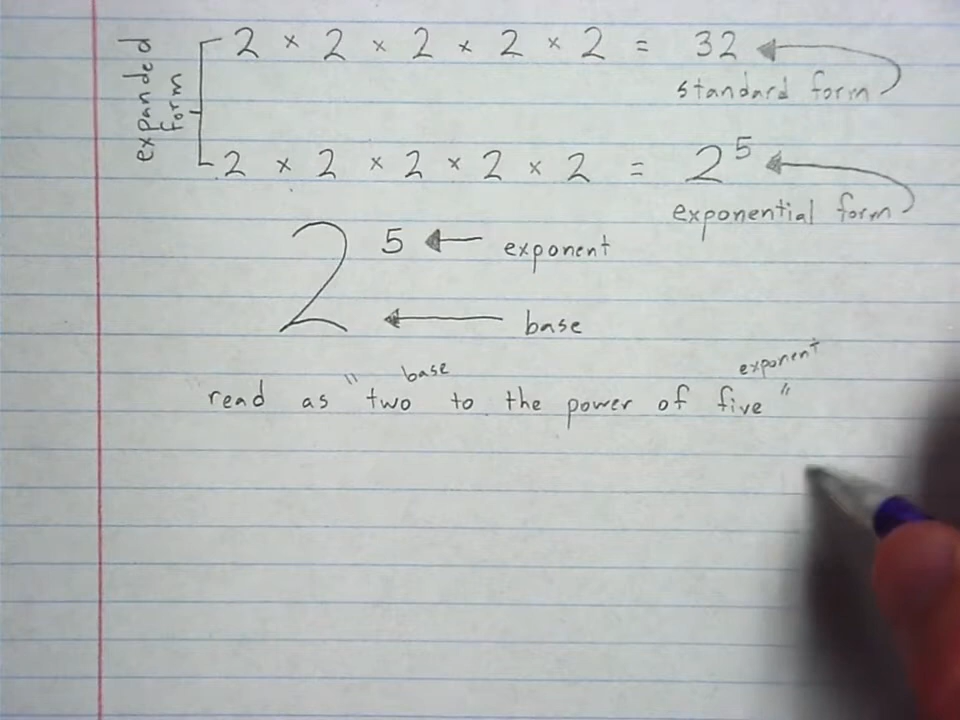 expanded form
2 × 2 × 2 × 2 × 2 = 32
standard form
2 × 2 × 2 × 2 × 2 = 2⁵
exponential form
2⁵
exponent
base
base exponent
read as "two to the power of five"